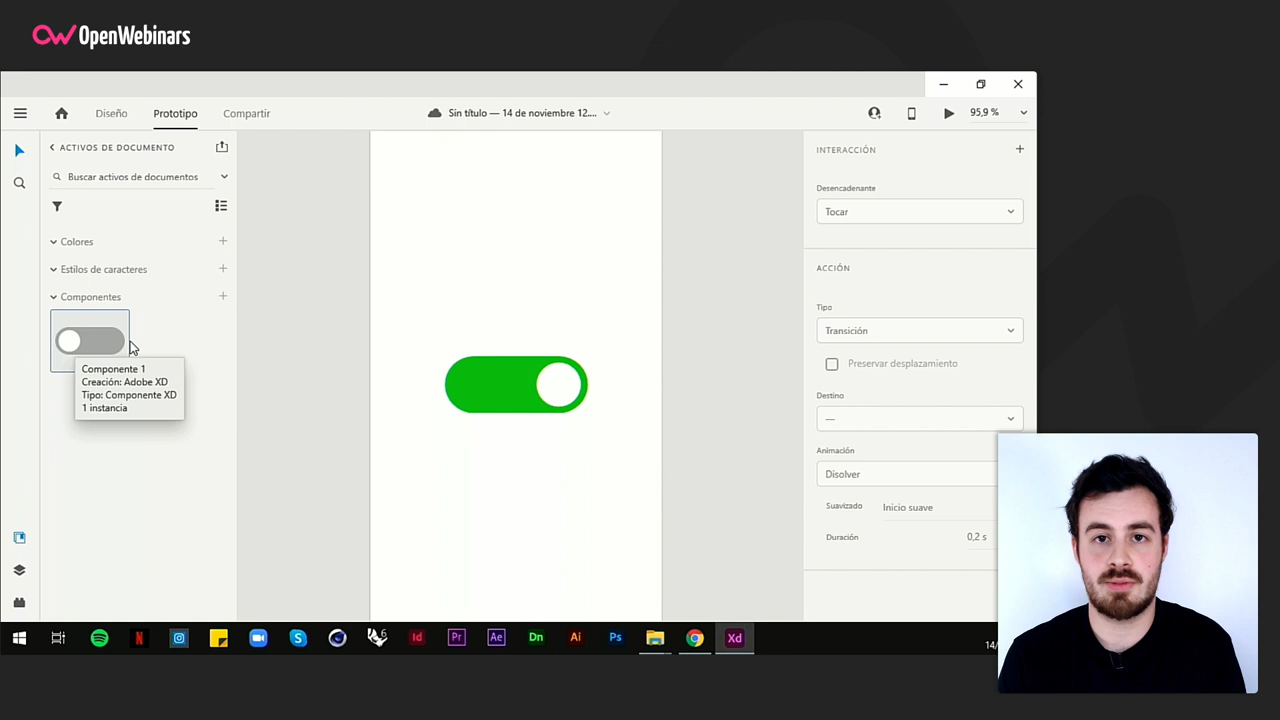 OpenWebinars
Diseño
Prototipo
Compartir
Sin título — 14 de noviembre 12....
95,9 %
ACTIVOS DE DOCUMENTO
Buscar activos de documentos
Colores
Estilos de caracteres
Componentes
Componente 1
Creación: Adobe XD
Tipo: Componente XD
1 instancia
INTERACCIÓN
Desencadenante
Tocar
ACCIÓN
Tipo
Transición
Preservar desplazamiento
Destino
—
Animación
Disolver
Suavizado
Inicio suave
Duración
0,2 s
N
6
Id
Pr
Ae
Dn
Ai
Ps
Xd
14/